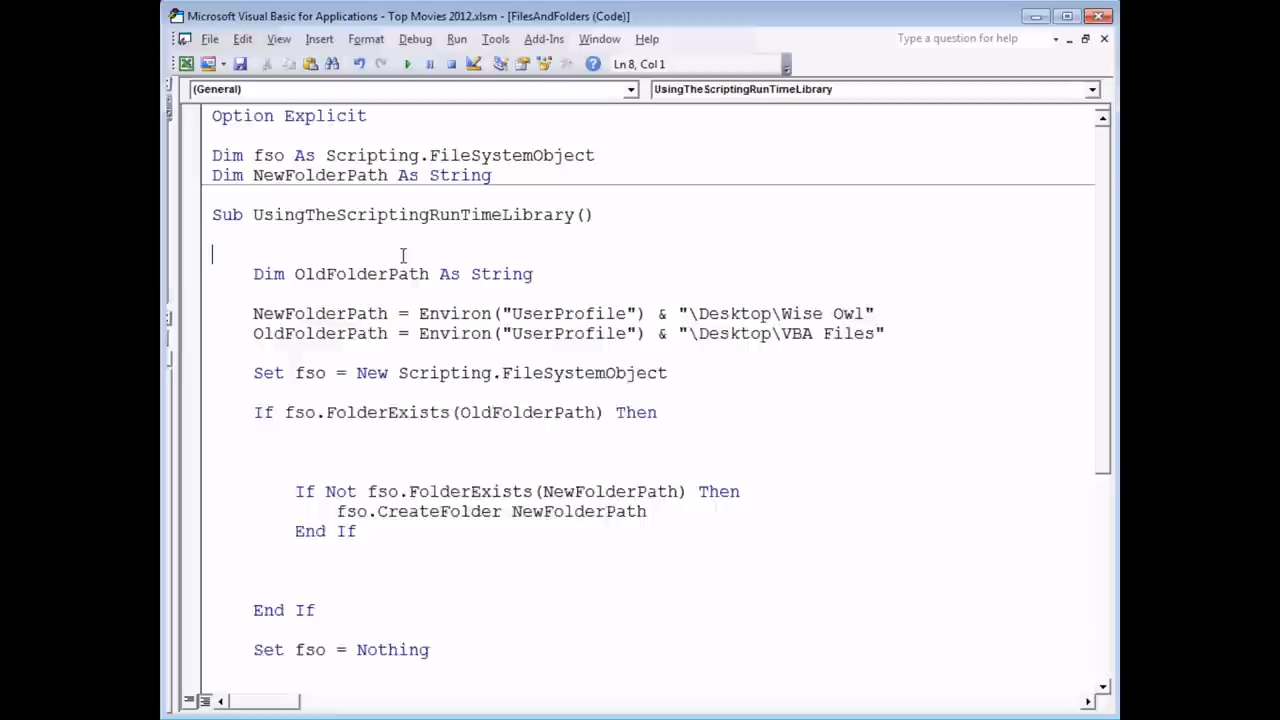 Microsoft Visual Basic for Applications - Top Movies 2012.xlsm - [FilesAndFolders (Code)]
File Edit View Insert Format Debug Run Tools Add-Ins Window Help Type a question for help
Ln 8, Col 1
(General) UsingTheScriptingRunTimeLibrary
Option Explicit
Dim fso As Scripting.FileSystemObject
Dim NewFolderPath As String
Sub UsingTheScriptingRunTimeLibrary()
Dim OldFolderPath As String
NewFolderPath = Environ("UserProfile") & "\Desktop\Wise Owl"
OldFolderPath = Environ("UserProfile") & "\Desktop\VBA Files"
Set fso = New Scripting.FileSystemObject
If fso.FolderExists(OldFolderPath) Then
If Not fso.FolderExists(NewFolderPath) Then
fso.CreateFolder NewFolderPath
End If
End If
Set fso = Nothing